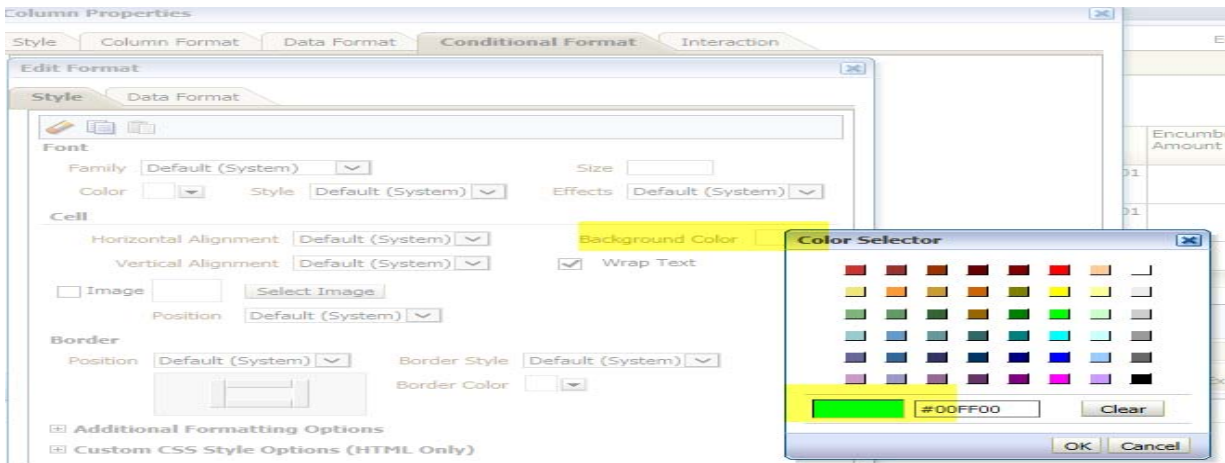 Column Properties
Style Column Format Data Format Conditional Format Interaction
Edit Format
Style Data Format
Font
Family Default (System) Size
Color Style Default (System) Effects Default (System)
Cell
Horizontal Alignment Default (System) Background Color
Vertical Alignment Default (System) Wrap Text
Image Select Image
Position Default (System)
Border
Position Default (System) Border Style Default (System)
Border Color
Additional Formatting Options
Custom CSS Style Options (HTML Only)
Amount
01
01
Color Selector
#00FF00 Clear
OK Cancel